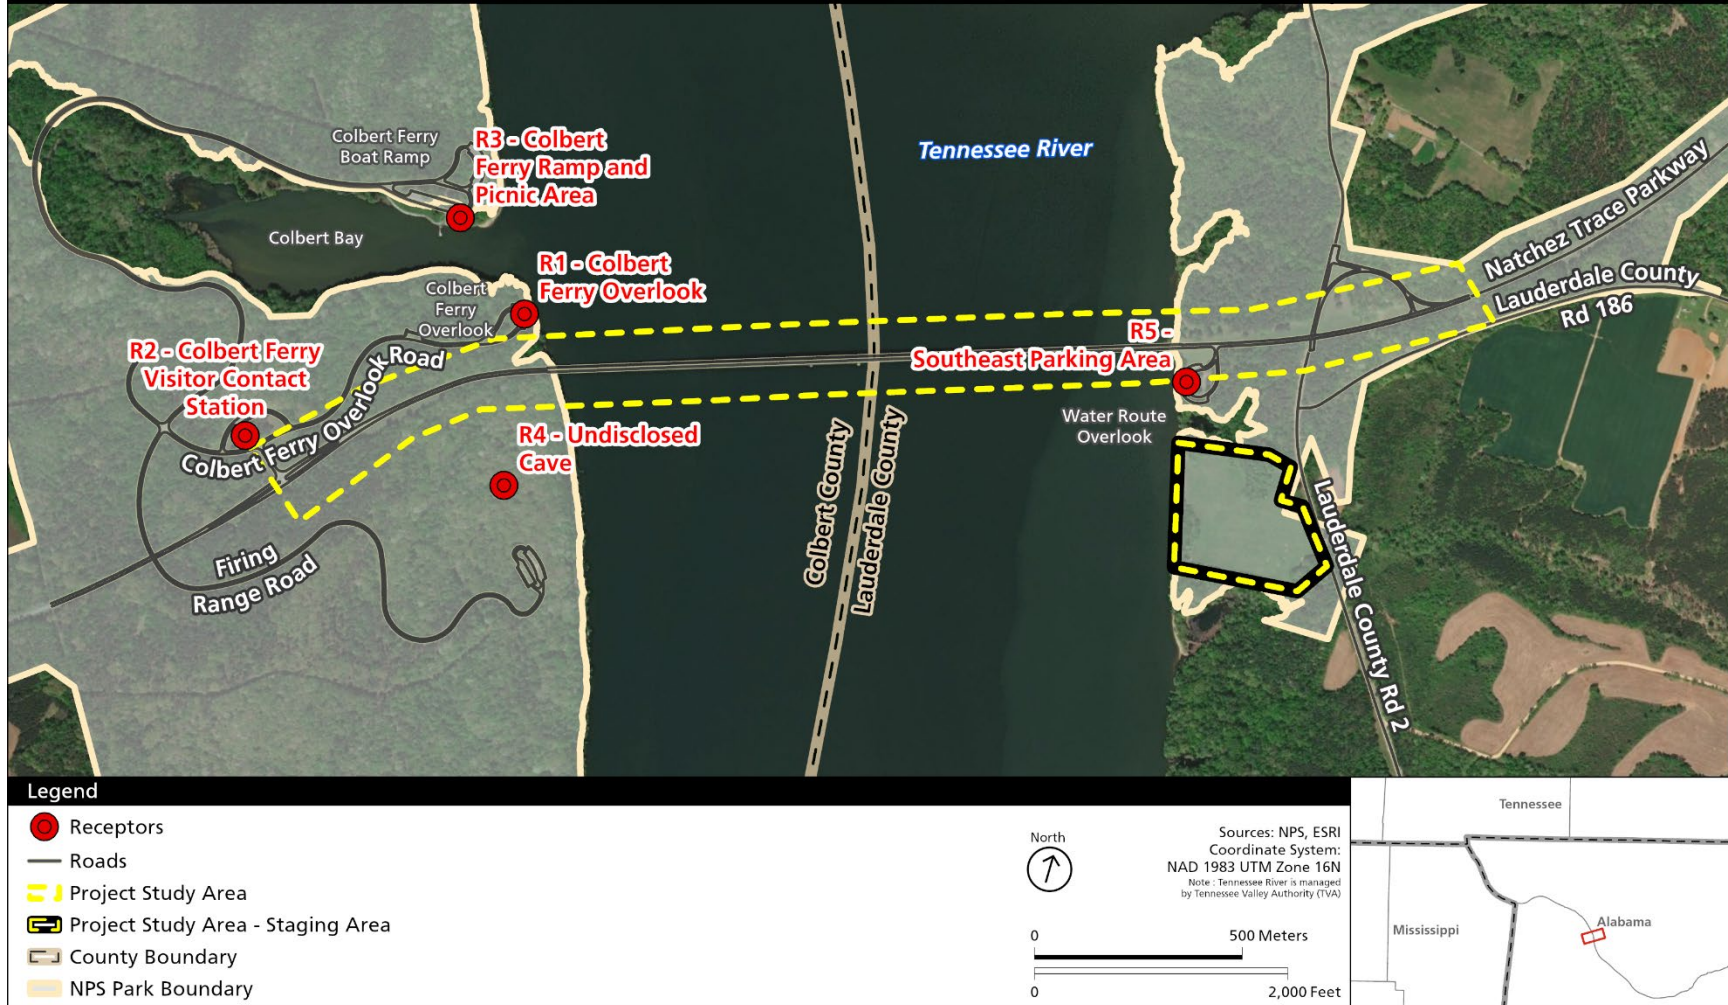 Colbert Ferry
Boat Ramp
R3 - Colbert
Ferry Ramp and
Picnic Area
Tennessee River
Colbert Bay
R1 - Colbert
Ferry Overlook
Colbert
Ferry
Overlook
Natchez Trace Parkway
Lauderdale County
Rd 186
R2 - Colbert Ferry
Visitor Contact
Station
Colbert Ferry Overlook Road
R5 -
Southeast Parking Area
Water Route
Overlook
R4 - Undisclosed
Cave
Colbert County
Lauderdale County
Lauderdale County Rd 2
Firing
Range Road
Legend
Receptors
Roads
Project Study Area
Project Study Area - Staging Area
County Boundary
NPS Park Boundary
North
Sources: NPS, ESRI
Coordinate System:
NAD 1983 UTM Zone 16N
Note : Tennessee River is managed
by Tennessee Valley Authority (TVA)
0 500 Meters
0 2,000 Feet
Tennessee
Mississippi
Alabama